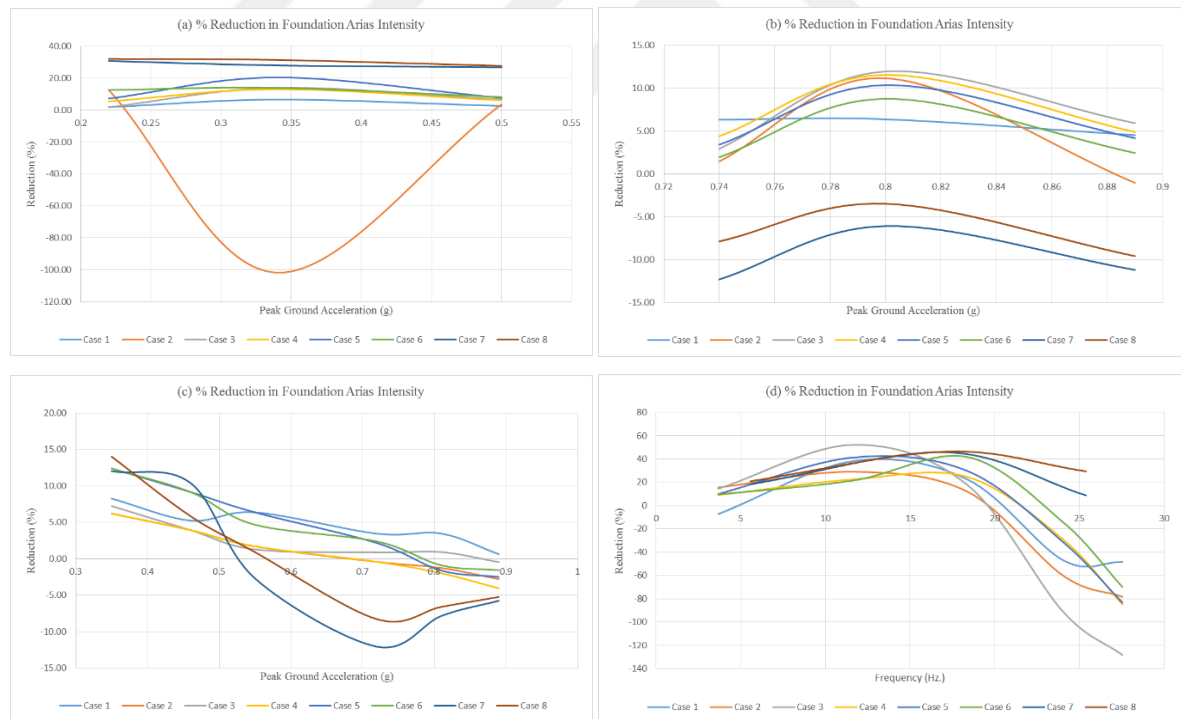 (a) % Reduction in Foundation Arias Intensity
40.00
20.00
0.00
-20.00
-40.00
-60.00
-80.00
-100.00
-120.00
0.2 0.25 0.3 0.35 0.4 0.45 0.5 0.55
Reduction (%)
Peak Ground Acceleration (g)
Case 1 Case 2 Case 3 Case 4 Case 5 Case 6 Case 7 Case 8
(b) % Reduction in Foundation Arias Intensity
15.00
10.00
5.00
0.00
-5.00
-10.00
-15.00
0.72 0.74 0.76 0.78 0.8 0.82 0.84 0.86 0.88 0.9
Reduction (%)
Peak Ground Acceleration (g)
Case 1 Case 2 Case 3 Case 4 Case 5 Case 6 Case 7 Case 8
(c) % Reduction in Foundation Arias Intensity
20.00
15.00
10.00
5.00
0.00
-5.00
-10.00
-15.00
0.3 0.4 0.5 0.6 0.7 0.8 0.9 1
Reduction (%)
Peak Ground Acceleration (g)
Case 1 Case 2 Case 3 Case 4 Case 5 Case 6 Case 7 Case 8
(d) % Reduction in Foundation Arias Intensity
80
60
40
20
0
-20
-40
-60
-80
-100
-120
-140
0 5 10 15 20 25 30
Reduction (%)
Frequency (Hz.)
Case 1 Case 2 Case 3 Case 4 Case 5 Case 6 Case 7 Case 8